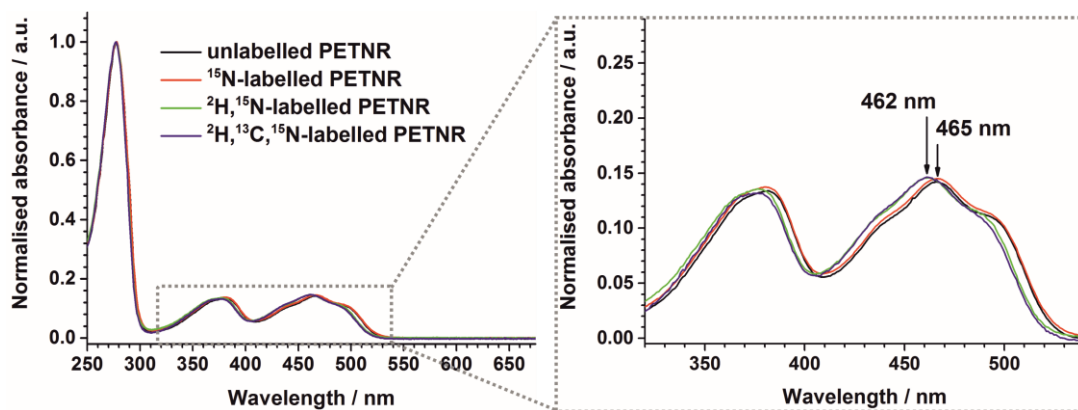 Normalised absorbance / a.u.
1.0
0.8
0.6
0.4
0.2
0.0
unlabelled PETNR
¹⁵N-labelled PETNR
²H,¹⁵N-labelled PETNR
²H,¹³C,¹⁵N-labelled PETNR
250 300 350 400 450 500 550 600 650
Wavelength / nm
Normalised absorbance / a.u.
0.25
0.20
0.15
0.10
0.05
0.00
462 nm
465 nm
350 400 450 500
Wavelength / nm